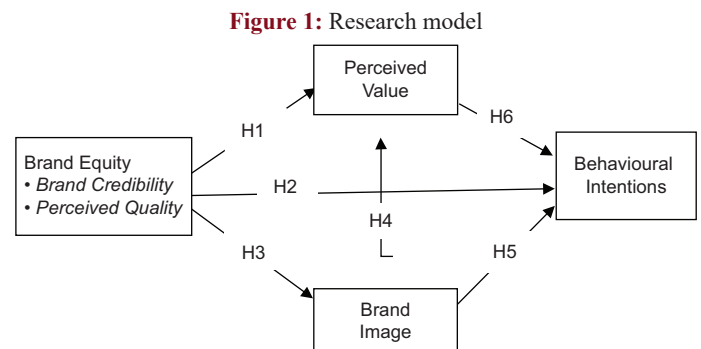 Figure 1: Research model
Perceived
Value
H1
H6
Brand Equity
• Brand Credibility
• Perceived Quality
H2
Behavioural
Intentions
H4
H3
H5
Brand
Image